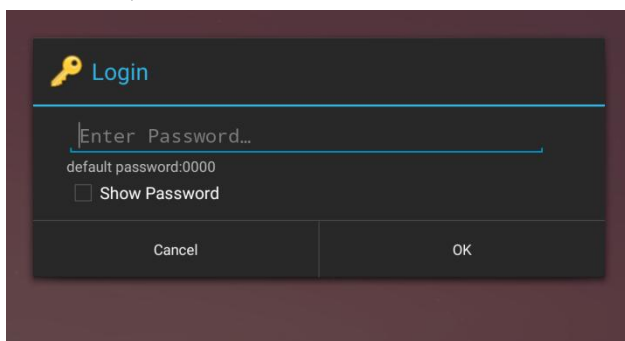 Login
Enter Password…
default password:0000
Show Password
Cancel OK